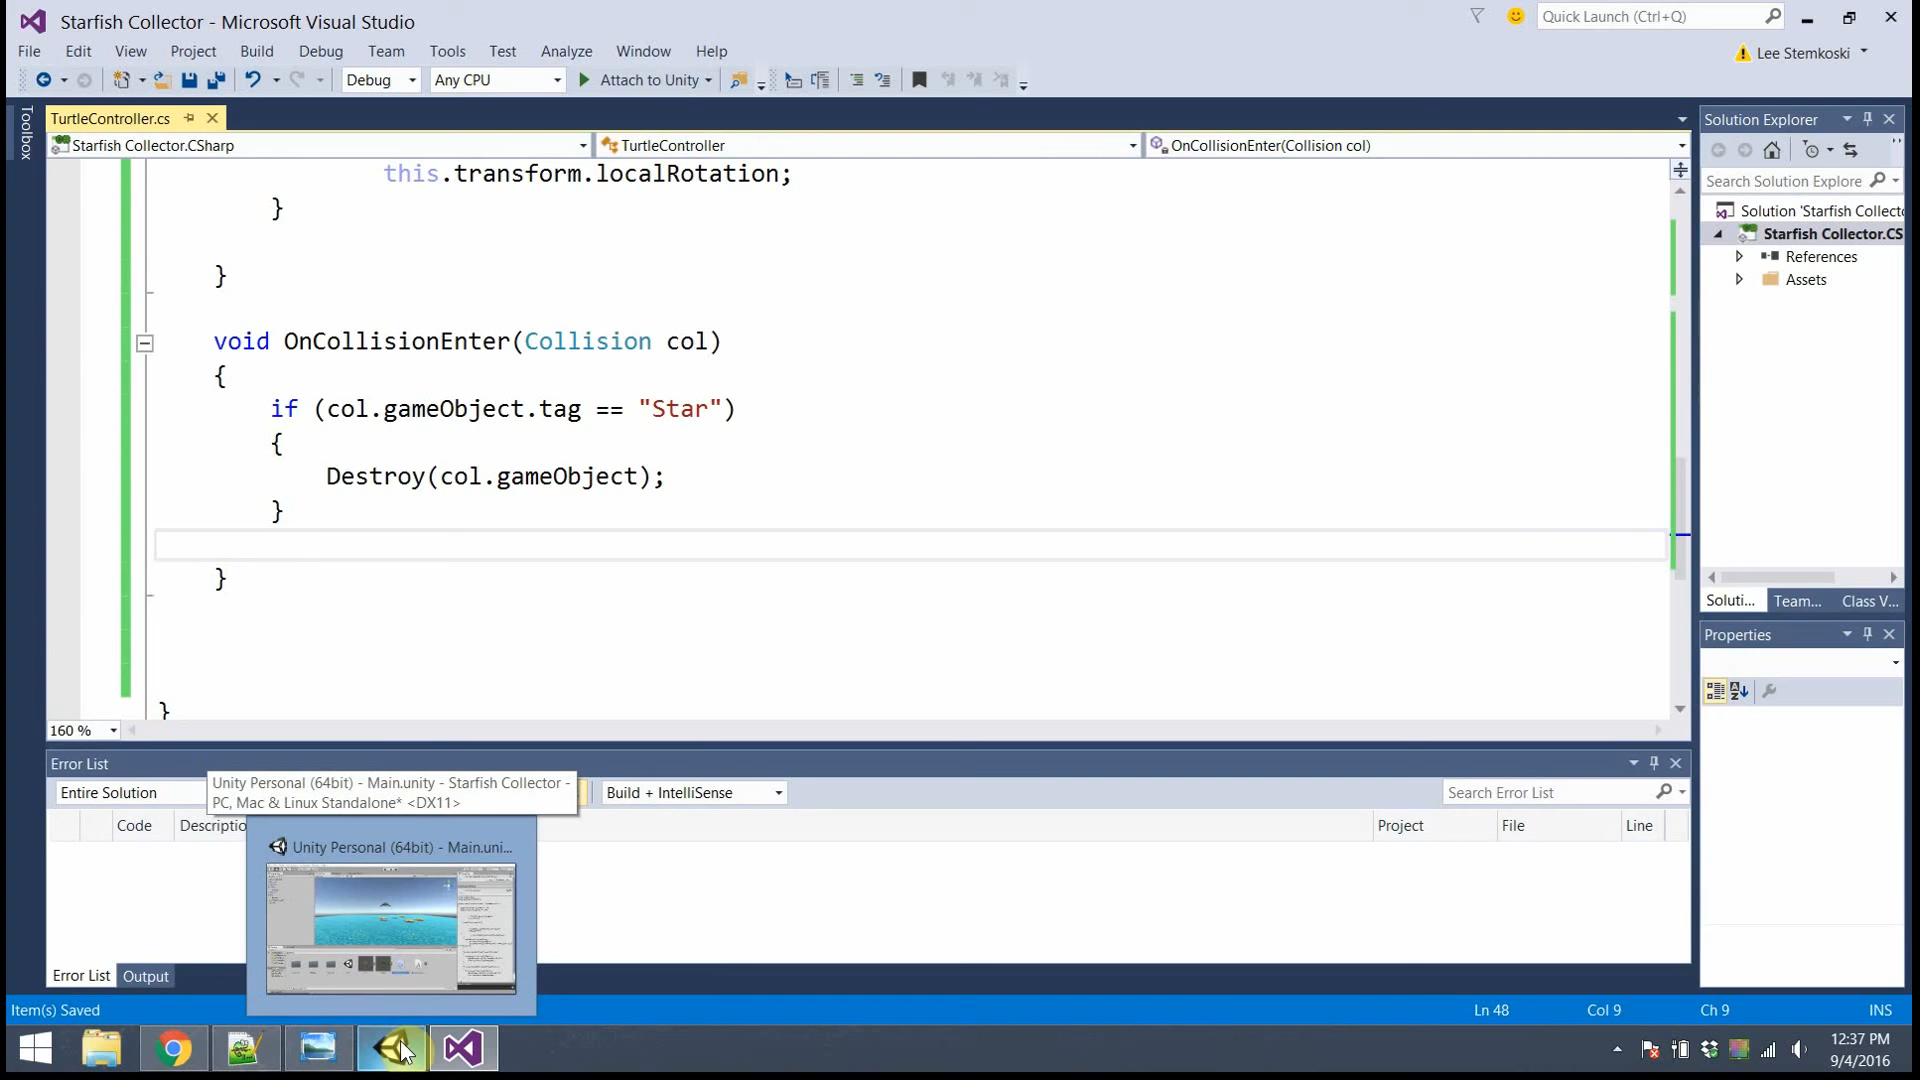 Starfish Collector - Microsoft Visual Studio
Quick Launch (Ctrl+Q)
File Edit View Project Build Debug Team Tools Test Analyze Window Help
Lee Stemkoski
Debug Any CPU Attach to Unity
Toolbox
TurtleController.cs
Starfish Collector.CSharp TurtleController OnCollisionEnter(Collision col)
this.transform.localRotation;
}
}
void OnCollisionEnter(Collision col)
{
if (col.gameObject.tag == "Star")
{
Destroy(col.gameObject);
}
}
}
160 %
Solution Explorer
Search Solution Explore
Solution 'Starfish Collecto
Starfish Collector.CS
References
Assets
Soluti... Team... Class V...
Properties
Error List
Entire Solution
Build + IntelliSense
Search Error List
Code Descriptio Project File Line
Unity Personal (64bit) - Main.unity - Starfish Collector -
PC, Mac & Linux Standalone* <DX11>
Unity Personal (64bit) - Main.uni...
Error List Output
Item(s) Saved Ln 48 Col 9 Ch 9 INS
12:37 PM
9/4/2016